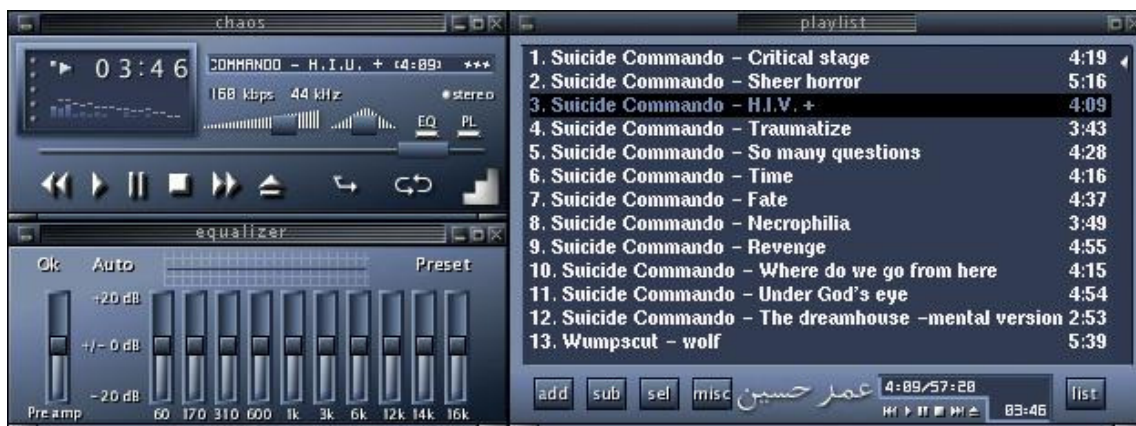 chaos
03:46
COMMANDO - H.I.V. + (4:09) ***
160 kbps 44 kHz stereo
EQ PL
equalizer
Ok Auto Preset
+20 dB
+/- 0 dB
-20 dB
Pre amp 60 170 310 600 1k 3k 6k 12k 14k 16k
playlist
1. Suicide Commando - Critical stage 4:19
2. Suicide Commando - Sheer horror 5:16
3. Suicide Commando - H.I.V. + 4:09
4. Suicide Commando - Traumatize 3:43
5. Suicide Commando - So many questions 4:28
6. Suicide Commando - Time 4:16
7. Suicide Commando - Fate 4:37
8. Suicide Commando - Necrophilia 3:49
9. Suicide Commando - Revenge 4:55
10. Suicide Commando - Where do we go from here 4:15
11. Suicide Commando - Under God's eye 4:54
12. Suicide Commando - The dreamhouse -mental version 2:53
13. Wumpscut - wolf 5:39
add sub sel misc عمر حسين 4:09/57:20 list
03:46